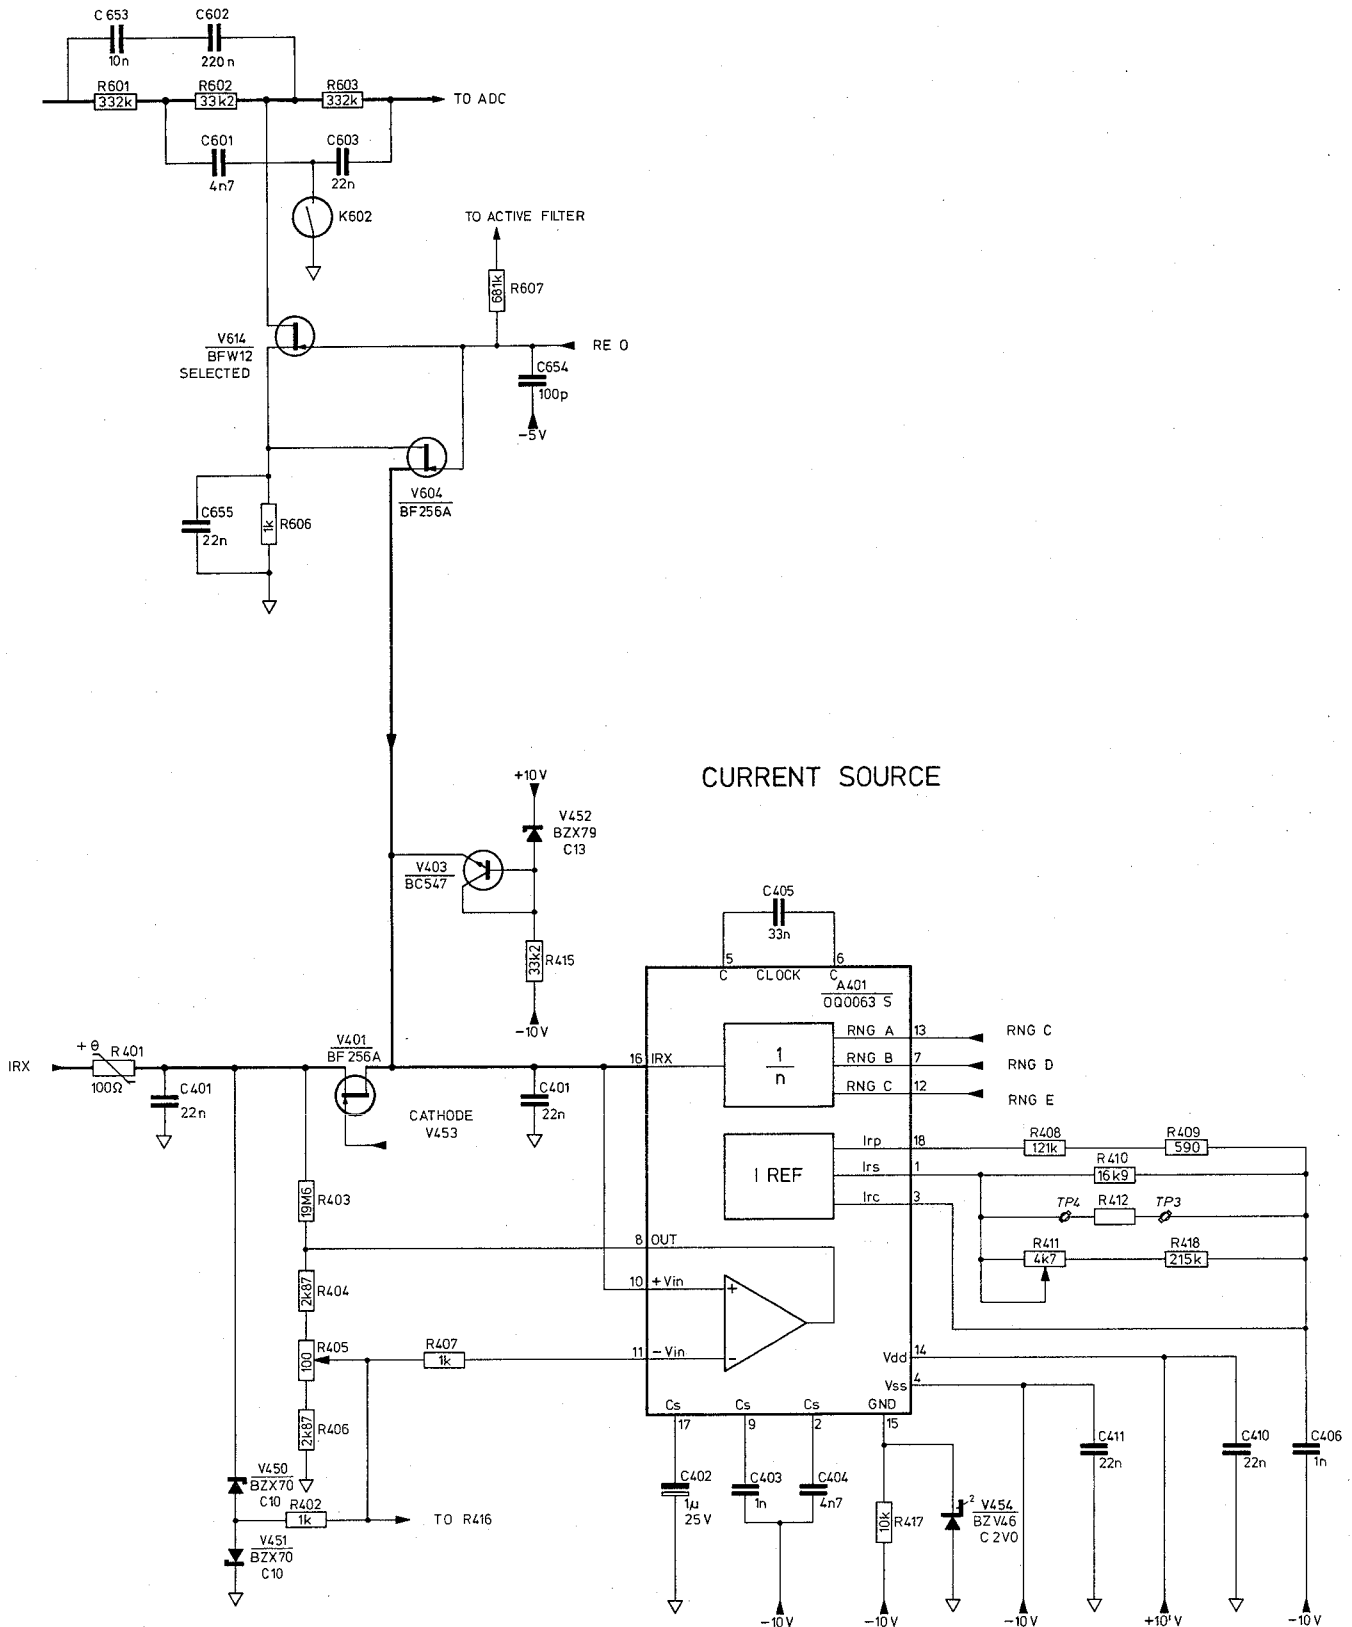 C 653
C602
10n
220 n
R601
R602
R603
332k
33k2
332k
TO ADC
C601
C603
4n7
22n
K602
TO ACTIVE FILTER
681k
R607
V614
BFW12
SELECTED
RE 0
C654
100p
-5V
V604
BF256A
C655
22n
1k
R606
CURRENT SOURCE
+10V
V452
BZX79
C13
V403
BC547
C405
33n
33k2
R415
-10V
5
C
CLOCK
6
C
A401
OQ0063 S
RNG A
13
RNG C
1
n
RNG B
7
RNG D
RNG C
12
RNG E
IRX
+ θ
R401
100Ω
V401
BF256A
16
IRX
C401
22n
CATHODE
V453
C401
22n
I REF
Irp
18
R408
121k
R409
590
Irs
1
R410
16k9
Irc
3
TP4
R412
TP3
19M6
R403
8
OUT
R411
4k7
R418
215k
10
+Vin
+
2k87
R404
100
R405
R407
1k
11
-Vin
-
Vdd
14
Vss
4
2k87
R406
Cs
17
Cs
9
Cs
2
GND
15
C411
22n
C410
22n
C406
1n
V450
BZX70
C10
R402
1k
TO R416
V451
BZX70
C10
C402
1µ
25V
C403
1n
C404
4n7
10k
R417
2
V454
BZV46
C2V0
-10V
-10V
-10V
+10V
-10V